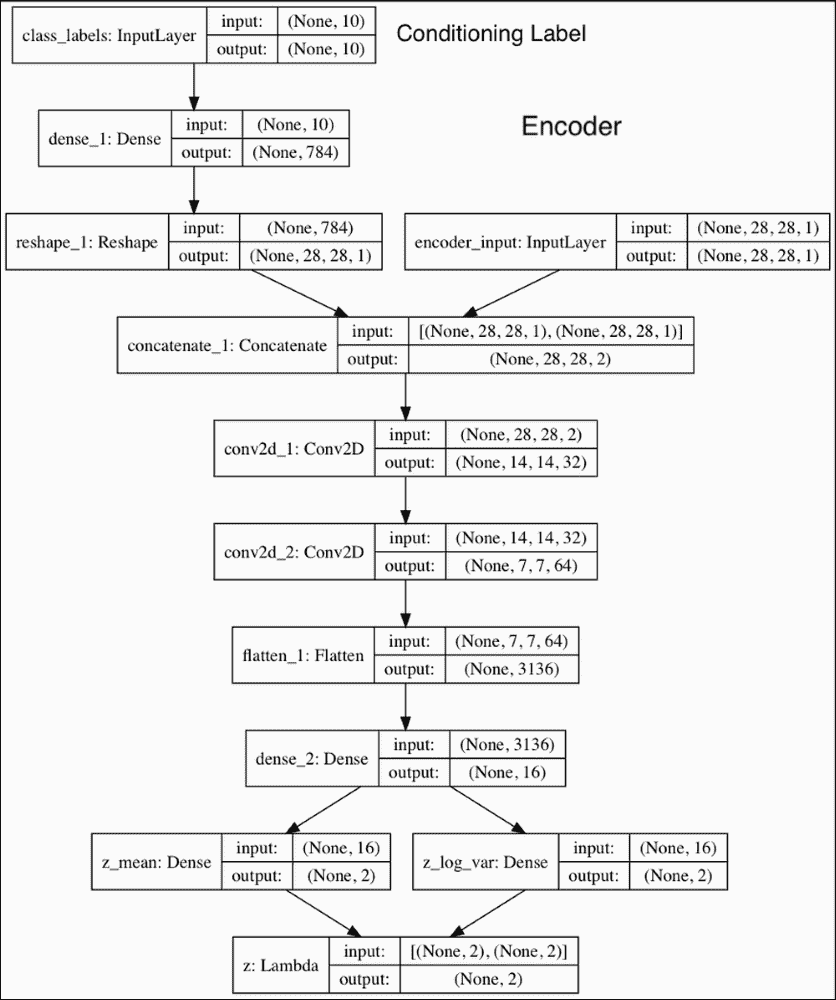 class_labels: InputLayer
input:
(None, 10)
output:
(None, 10)
Conditioning Label
dense_1: Dense
input:
(None, 10)
output:
(None, 784)
Encoder
reshape_1: Reshape
input:
(None, 784)
output:
(None, 28, 28, 1)
encoder_input: InputLayer
input:
(None, 28, 28, 1)
output:
(None, 28, 28, 1)
concatenate_1: Concatenate
input:
[(None, 28, 28, 1), (None, 28, 28, 1)]
output:
(None, 28, 28, 2)
conv2d_1: Conv2D
input:
(None, 28, 28, 2)
output:
(None, 14, 14, 32)
conv2d_2: Conv2D
input:
(None, 14, 14, 32)
output:
(None, 7, 7, 64)
flatten_1: Flatten
input:
(None, 7, 7, 64)
output:
(None, 3136)
dense_2: Dense
input:
(None, 3136)
output:
(None, 16)
z_mean: Dense
input:
(None, 16)
output:
(None, 2)
z_log_var: Dense
input:
(None, 16)
output:
(None, 2)
z: Lambda
input:
[(None, 2), (None, 2)]
output:
(None, 2)